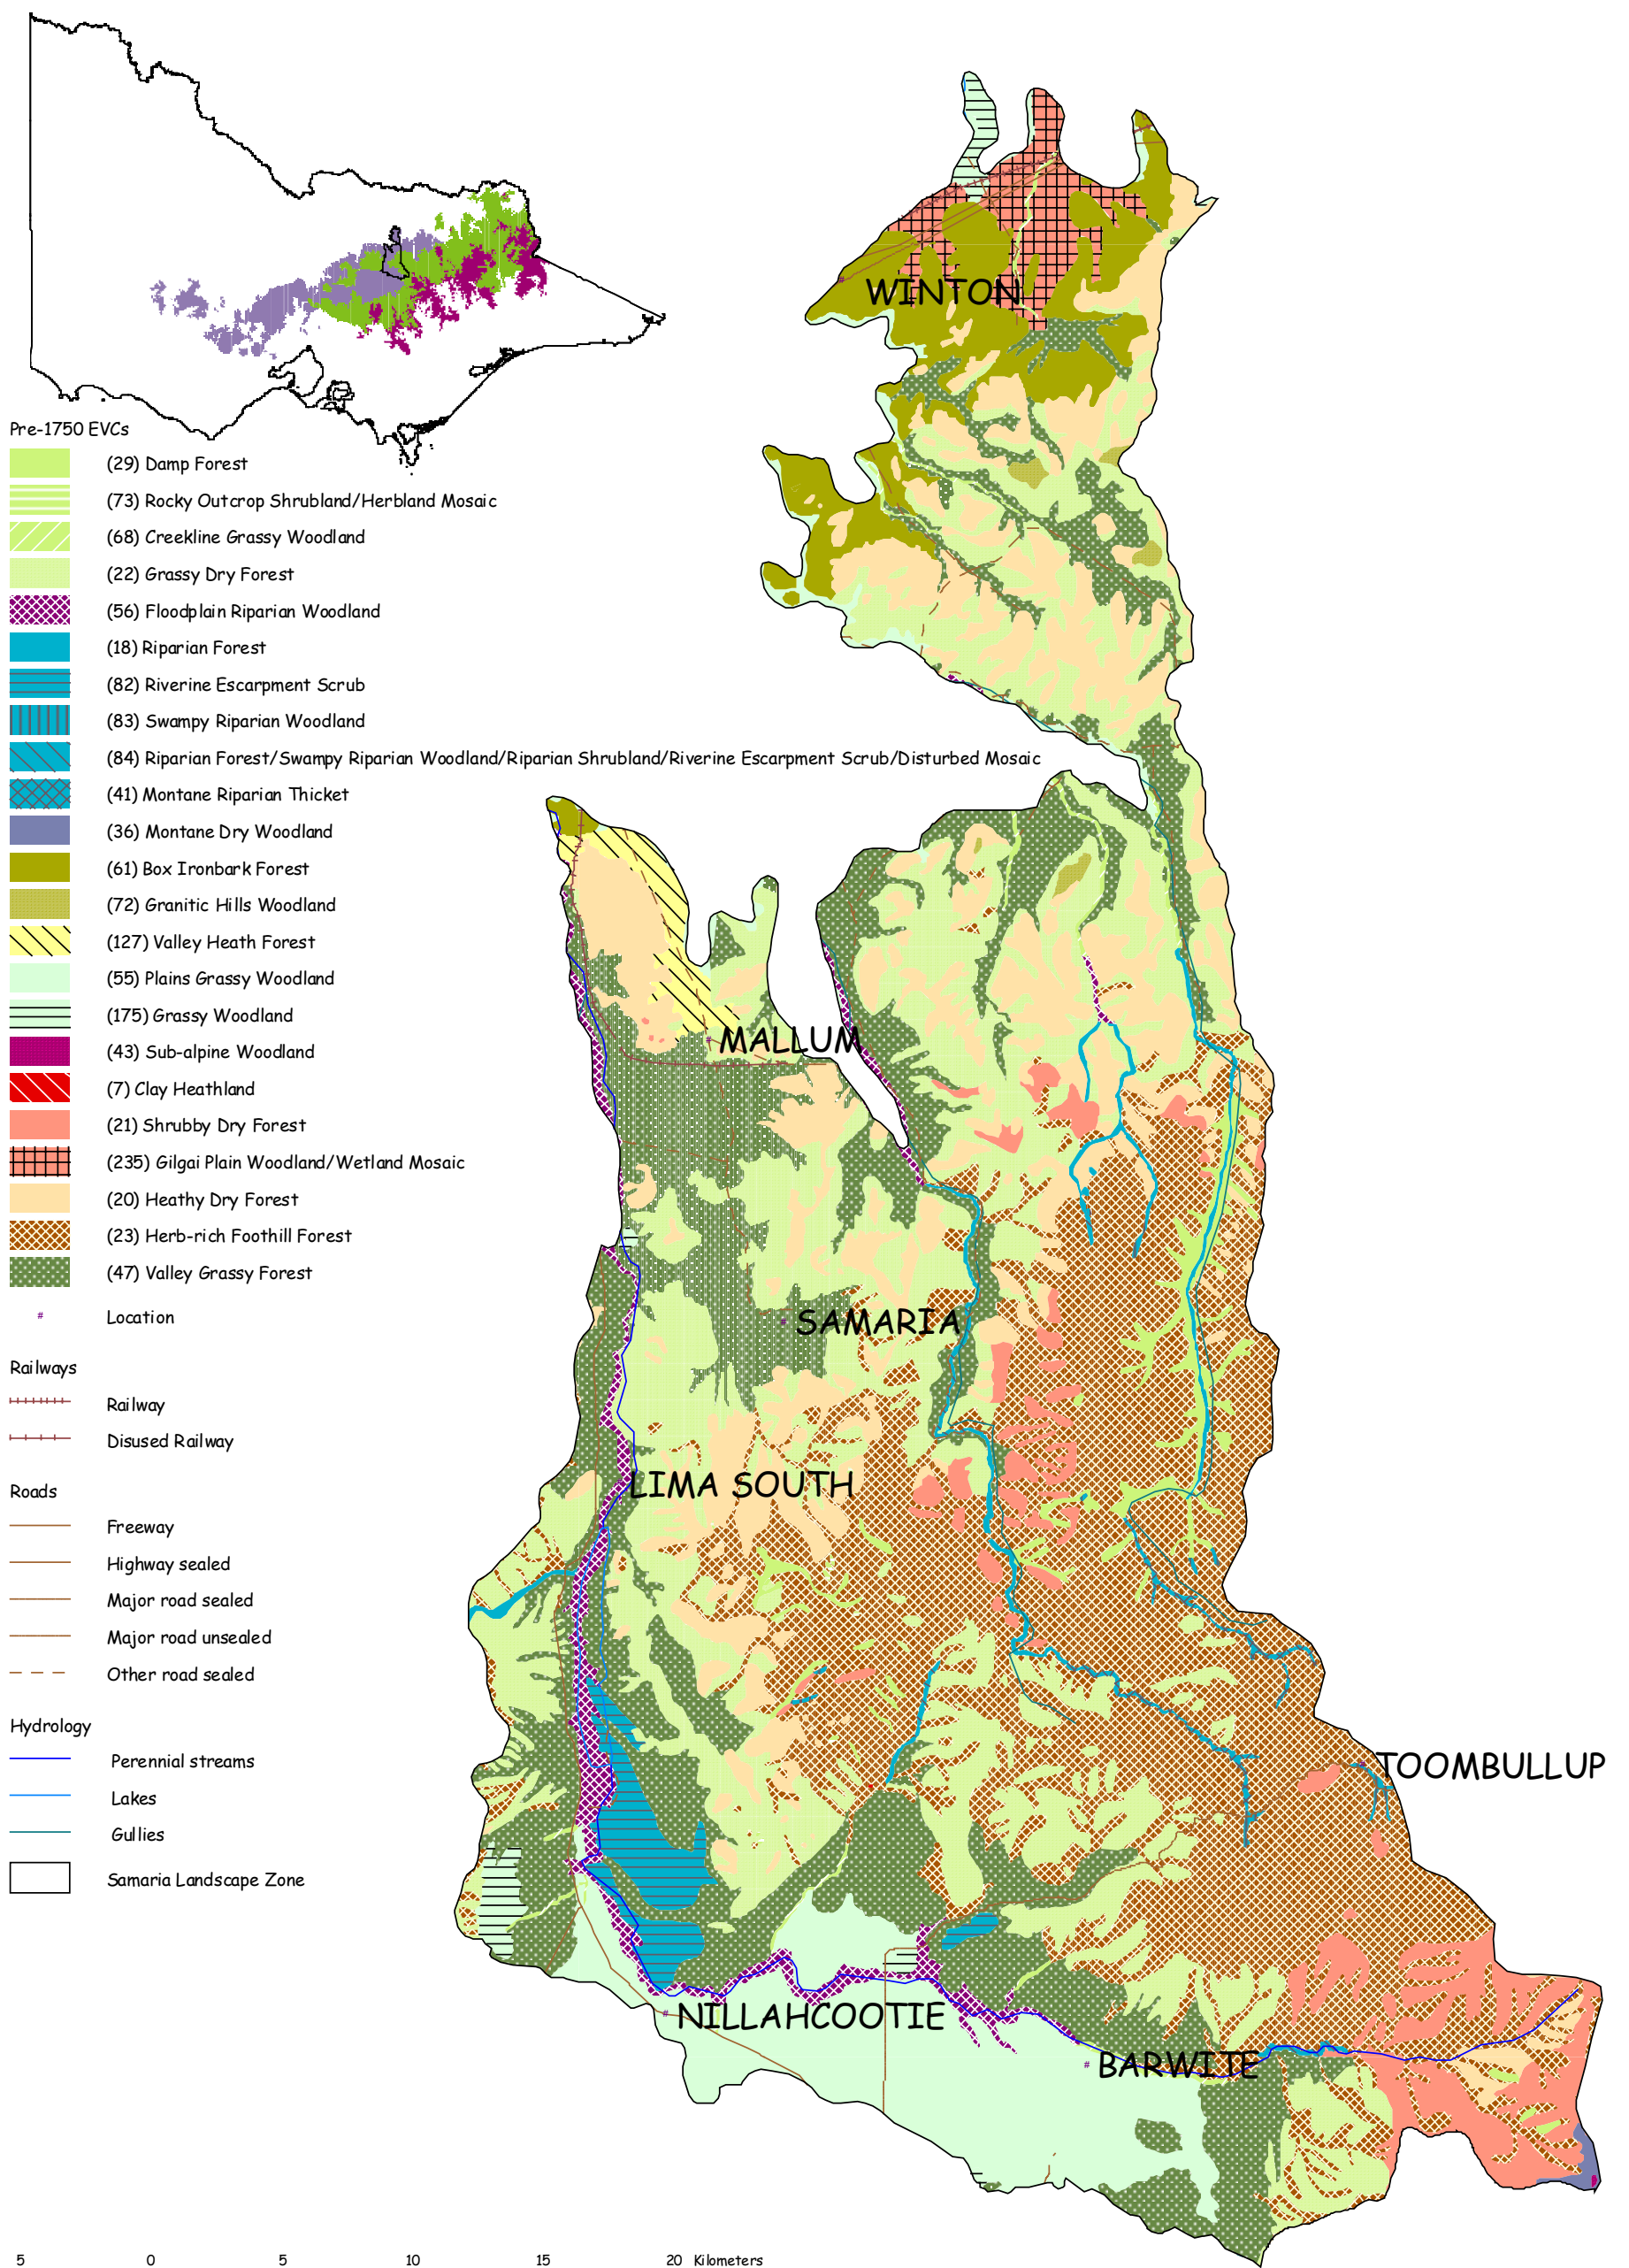 WINTON
Pre-1750 EVCs
(29) Damp Forest
(73) Rocky Outcrop Shrubland/Herbland Mosaic
(68) Creekline Grassy Woodland
(22) Grassy Dry Forest
(56) Floodplain Riparian Woodland
(18) Riparian Forest
(82) Riverine Escarpment Scrub
(83) Swampy Riparian Woodland
(84) Riparian Forest/Swampy Riparian Woodland/Riparian Shrubland/Riverine Escarpment Scrub/Disturbed Mosaic
(41) Montane Riparian Thicket
(36) Montane Dry Woodland
(61) Box Ironbark Forest
(72) Granitic Hills Woodland
(127) Valley Heath Forest
(55) Plains Grassy Woodland
(175) Grassy Woodland
(43) Sub-alpine Woodland
(7) Clay Heathland
(21) Shrubby Dry Forest
(235) Gilgai Plain Woodland/Wetland Mosaic
(20) Heathy Dry Forest
(23) Herb-rich Foothill Forest
(47) Valley Grassy Forest
# Location
Railways
Railway
Disused Railway
Roads
Freeway
Highway sealed
Major road sealed
Major road unsealed
Other road sealed
Hydrology
Perennial streams
Lakes
Gullies
Samaria Landscape Zone
MALLUM
SAMARIA
LIMA SOUTH
TOOMBULLUP
NILLAHCOOTIE
BARWITE
5 0 5 10 15 20 Kilometers